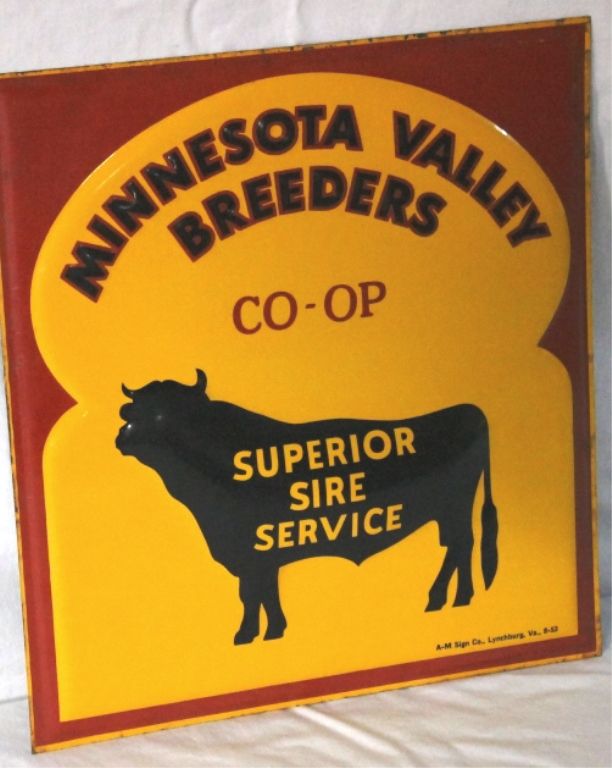 MINNESOTA VALLEY
BREEDERS
CO-OP
SUPERIOR
SIRE
SERVICE
A-M Sign Co., Lynchburg, Va., 8-53